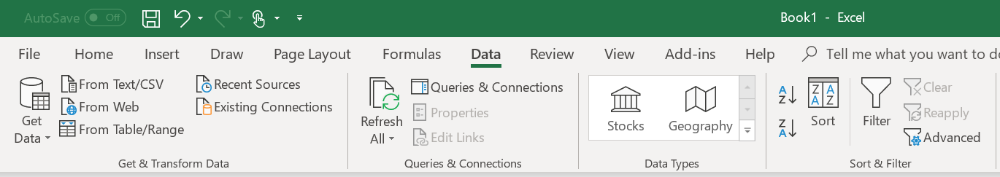 AutoSave Off Book1 - Excel
File Home Insert Draw Page Layout Formulas Data Review View Add-ins Help Tell me what you want to do
Get Data
From Text/CSV
From Web
From Table/Range
Recent Sources
Existing Connections
Get & Transform Data
Refresh All
Queries & Connections
Properties
Edit Links
Queries & Connections
Stocks
Geography
Data Types
A Z
Z A
Z A A Z
Sort
Filter
Clear
Reapply
Advanced
Sort & Filter